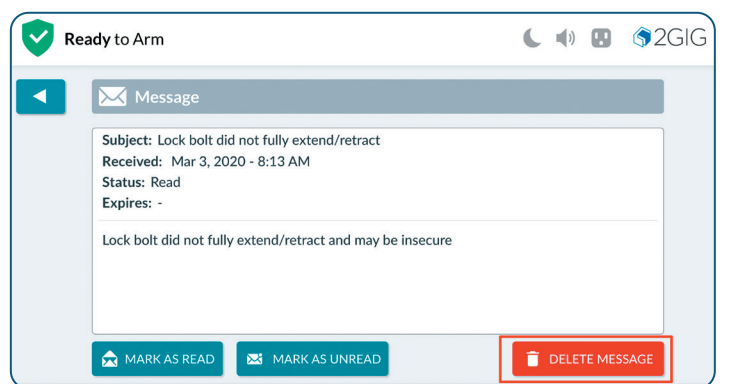 Ready to Arm
2GIG
Message
Subject: Lock bolt did not fully extend/retract
Received: Mar 3, 2020 - 8:13 AM
Status: Read
Expires: -
Lock bolt did not fully extend/retract and may be insecure
MARK AS READ MARK AS UNREAD DELETE MESSAGE